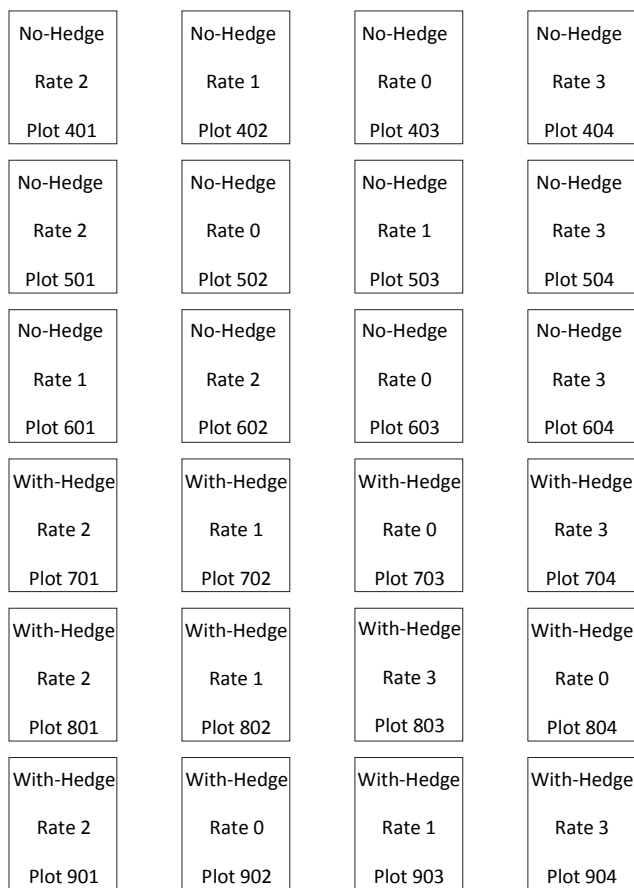 No-Hedge
Rate 2
Plot 401
No-Hedge
Rate 1
Plot 402
No-Hedge
Rate 0
Plot 403
No-Hedge
Rate 3
Plot 404
No-Hedge
Rate 2
Plot 501
No-Hedge
Rate 0
Plot 502
No-Hedge
Rate 1
Plot 503
No-Hedge
Rate 3
Plot 504
No-Hedge
Rate 1
Plot 601
No-Hedge
Rate 2
Plot 602
No-Hedge
Rate 0
Plot 603
No-Hedge
Rate 3
Plot 604
With-Hedge
Rate 2
Plot 701
With-Hedge
Rate 1
Plot 702
With-Hedge
Rate 0
Plot 703
With-Hedge
Rate 3
Plot 704
With-Hedge
Rate 2
Plot 801
With-Hedge
Rate 1
Plot 802
With-Hedge
Rate 3
Plot 803
With-Hedge
Rate 0
Plot 804
With-Hedge
Rate 2
Plot 901
With-Hedge
Rate 0
Plot 902
With-Hedge
Rate 1
Plot 903
With-Hedge
Rate 3
Plot 904